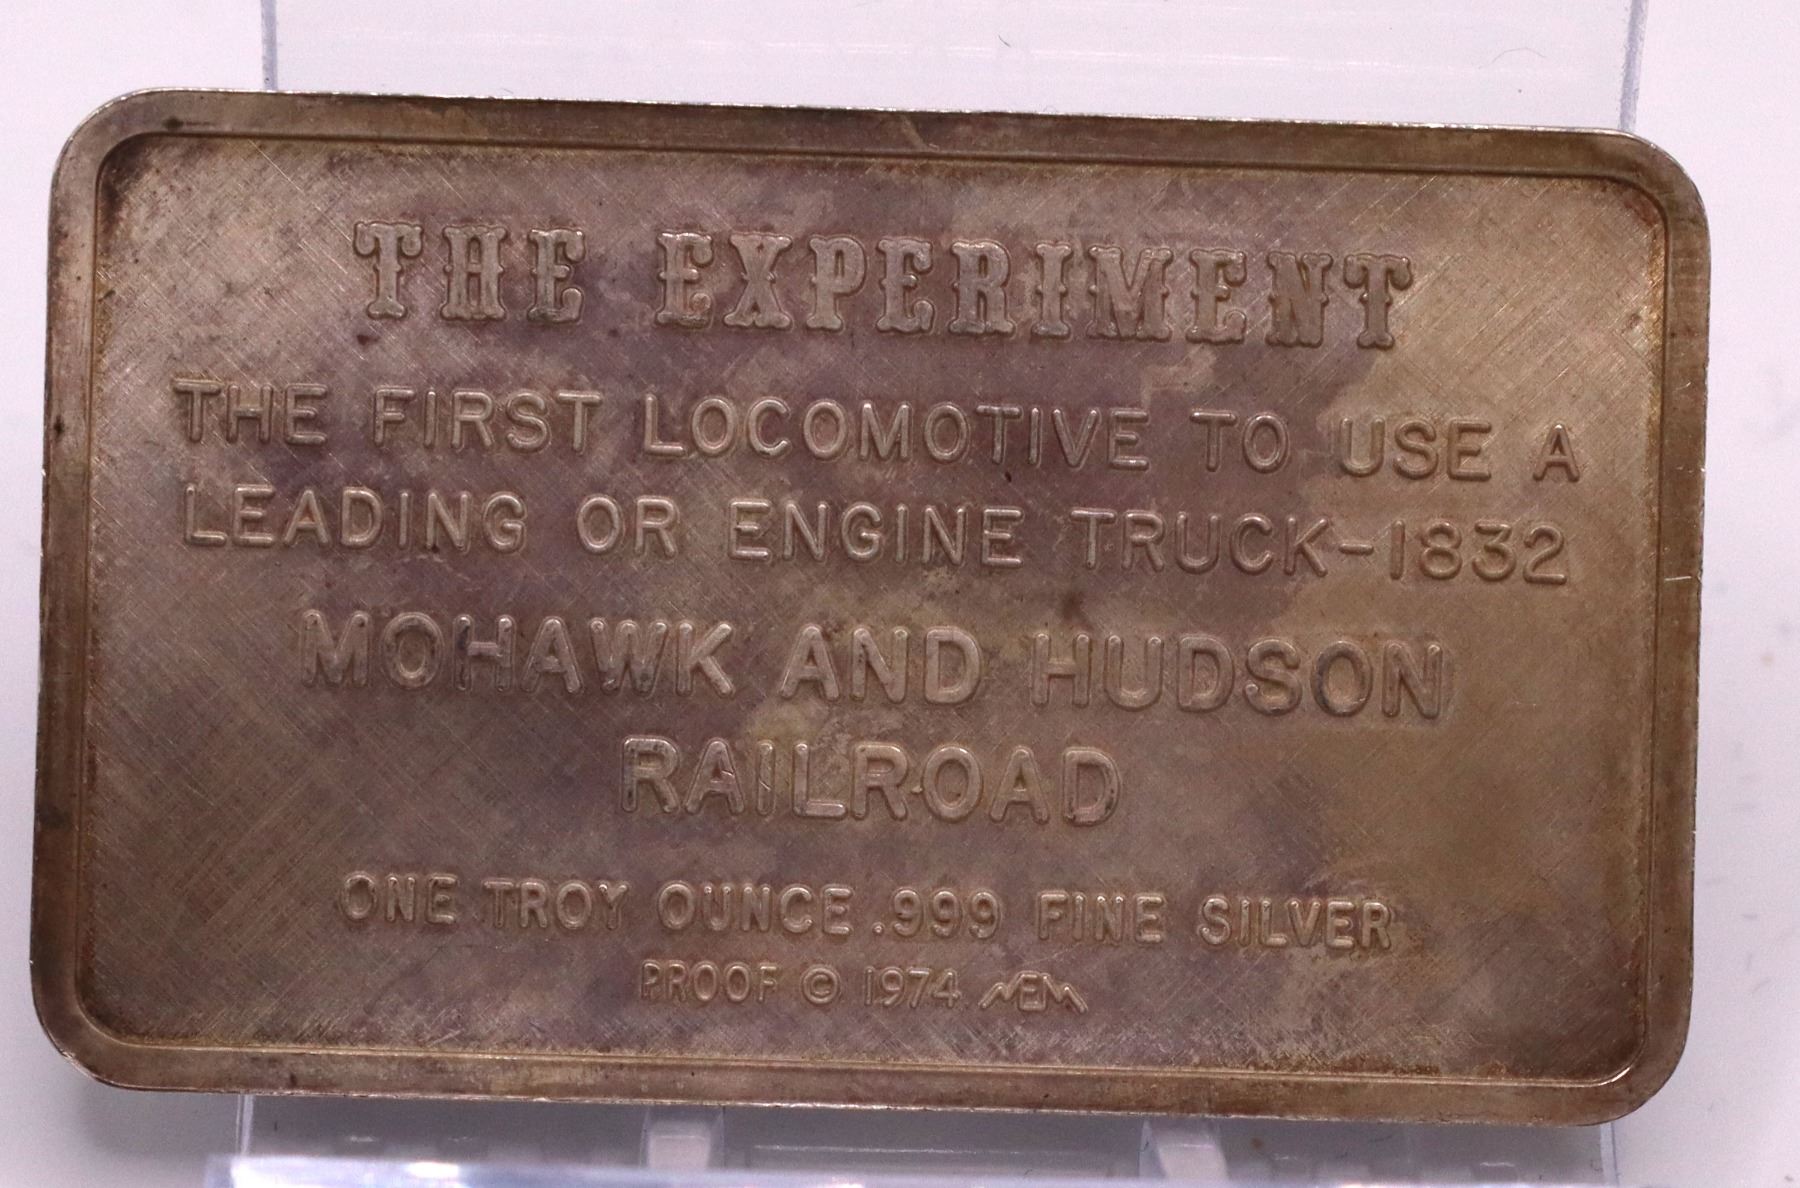 THE EXPERIMENT
THE FIRST LOCOMOTIVE TO USE A
LEADING OR ENGINE TRUCK-1832
MOHAWK AND HUDSON
RAILROAD
ONE TROY OUNCE .999 FINE SILVER
PROOF © 1974 MEM